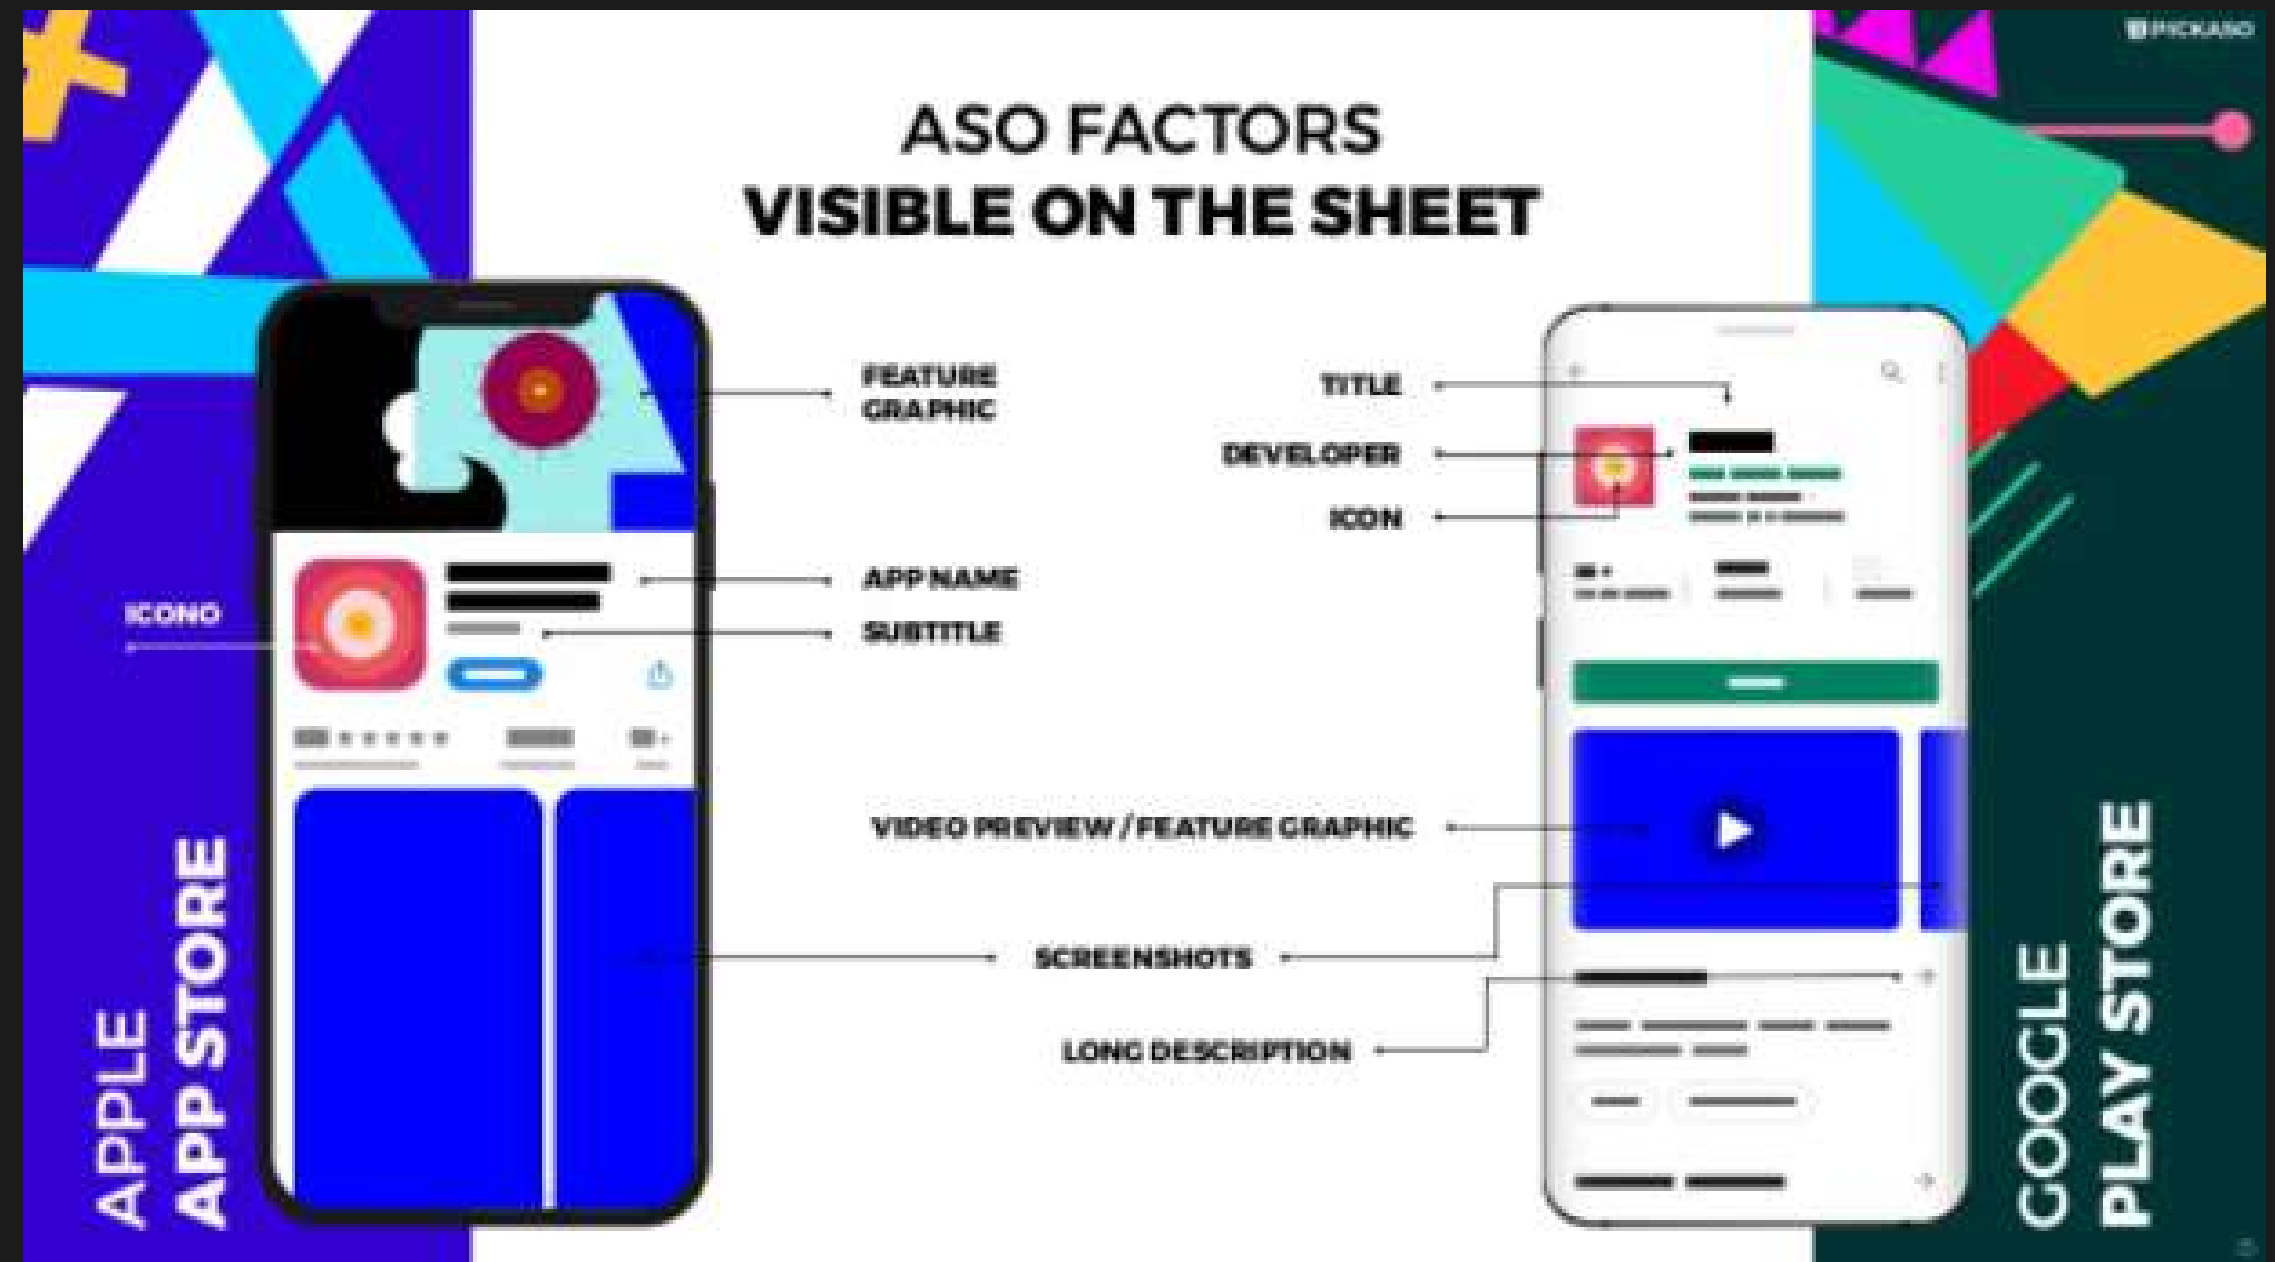 PICKASO
ASO FACTORS
VISIBLE ON THE SHEET
FEATURE
GRAPHIC
APP NAME
SUBTITLE
ICONO
TITLE
DEVELOPER
ICON
VIDEO PREVIEW / FEATURE GRAPHIC
SCREENSHOTS
LONG DESCRIPTION
APPLE
APP STORE
GOOGLE
PLAY STORE